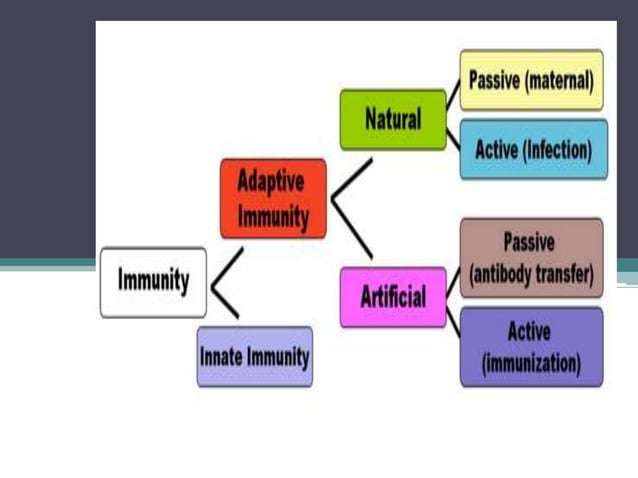 Passive (maternal)
Natural
Active (Infection)
Adaptive
Immunity
Passive
(antibody transfer)
Immunity
Artificial
Active
(immunization)
Innate Immunity